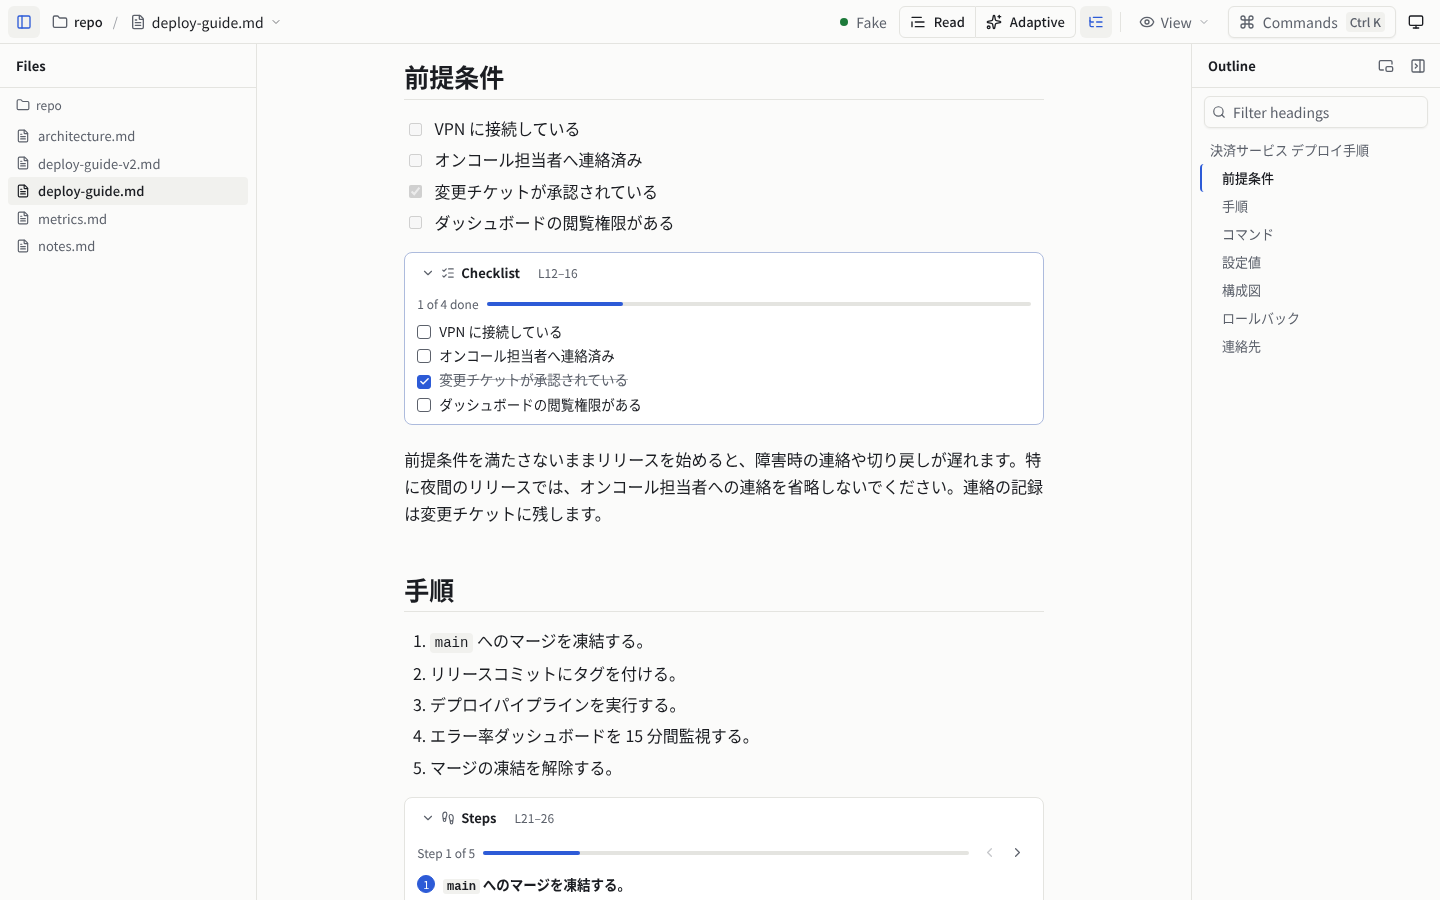 repo / deploy-guide.md
Fake
Read
Adaptive
View
Commands
Ctrl K
Files
repo
architecture.md
deploy-guide-v2.md
deploy-guide.md
metrics.md
notes.md
前提条件
VPN に接続している
オンコール担当者へ連絡済み
変更チケットが承認されている
ダッシュボードの閲覧権限がある
Checklist L12–16
1 of 4 done
VPN に接続している
オンコール担当者へ連絡済み
変更チケットが承認されている
ダッシュボードの閲覧権限がある
前提条件を満たさないままリリースを始めると、障害時の連絡や切り戻しが遅れます。特
に夜間のリリースでは、オンコール担当者への連絡を省略しないでください。連絡の記録
は変更チケットに残します。
手順
1. main へのマージを凍結する。
2. リリースコミットにタグを付ける。
3. デプロイパイプラインを実行する。
4. エラー率ダッシュボードを 15 分間監視する。
5. マージの凍結を解除する。
Steps L21–26
Step 1 of 5
1 main へのマージを凍結する。
Outline
Filter headings
決済サービス デプロイ手順
前提条件
手順
コマンド
設定値
構成図
ロールバック
連絡先